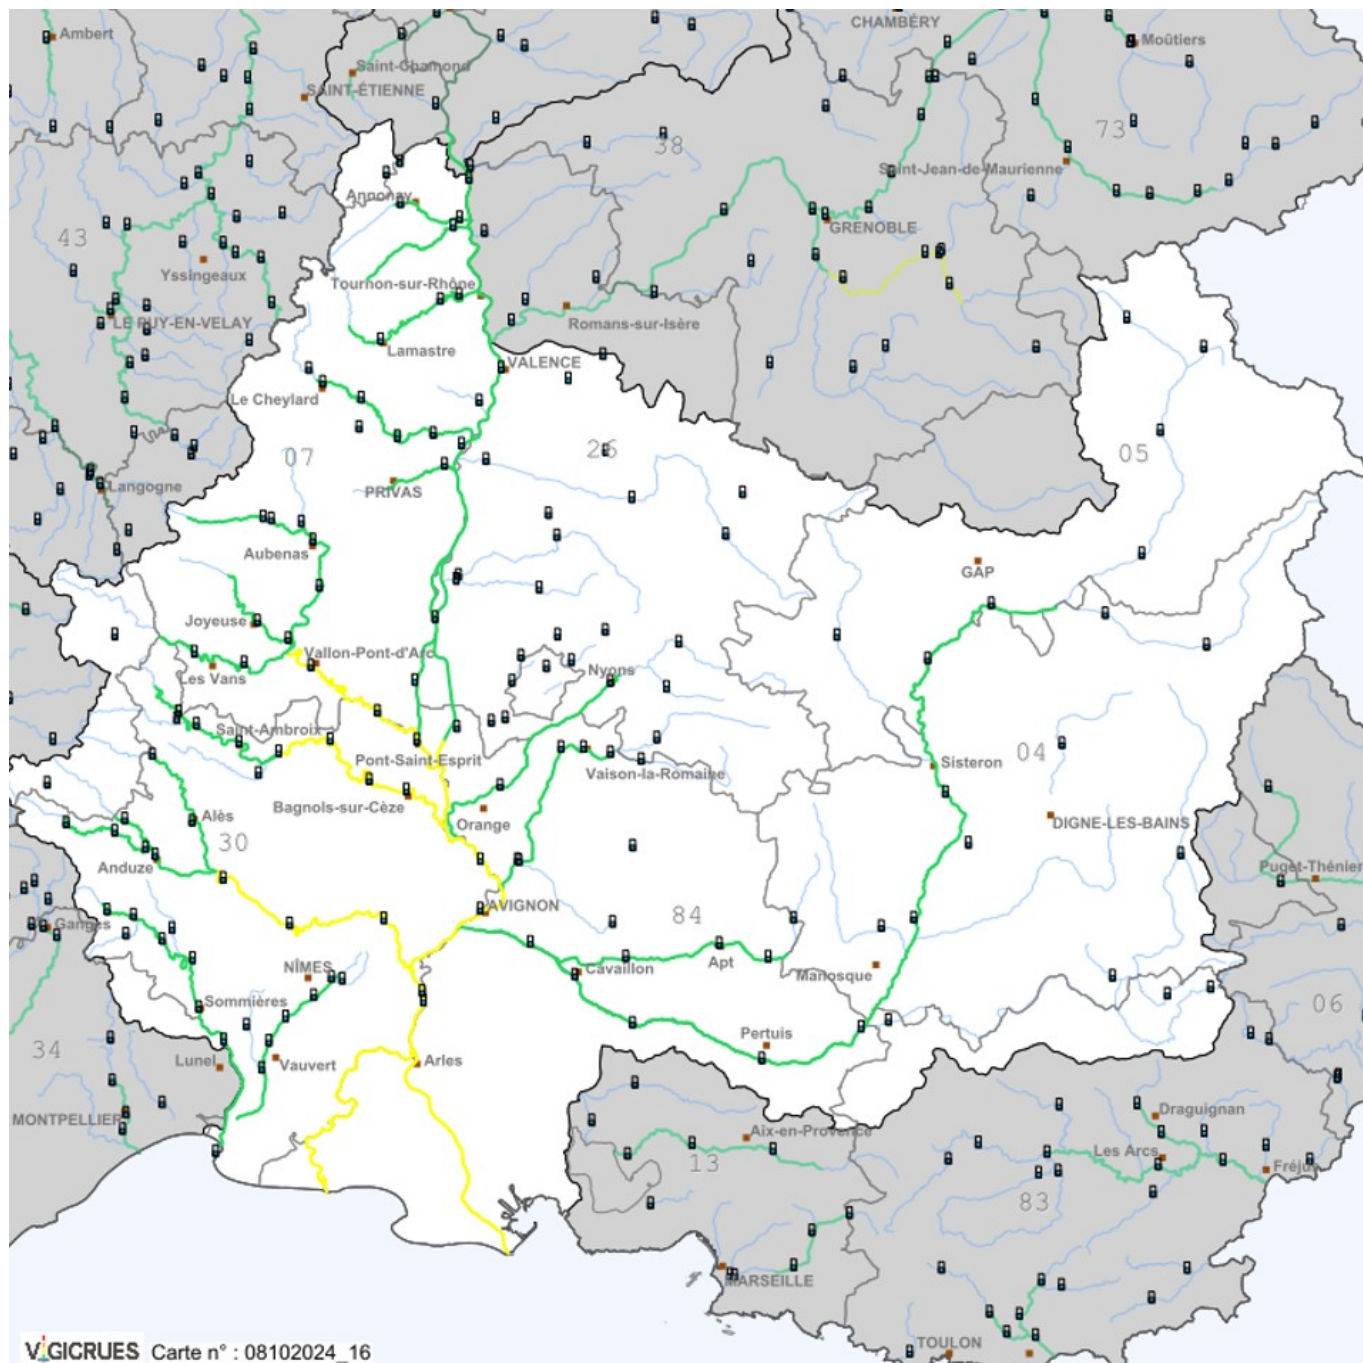 CHAMBÉRY
Ambert
Moûtiers
Saint-Chamond
SAINT-ÉTIENNE
73
38
Saint-Jean-de-Maurienne
Annonay
43
GRENOBLE
Yssingeaux
Tournon-sur-Rhône
LE PUY-EN-VELAY
Romans-sur-Isère
Lamastre
VALENCE
Le Cheylard
07
26
05
Langogne
PRIVAS
Aubenas
GAP
Joyeuse
Vallon-Pont-d'Arc
Les Vans
Nyons
Saint-Ambroix
04
Pont-Saint-Esprit
Sisteron
Vaison-la-Romaine
Bagnols-sur-Cèze
Alès
Orange
DIGNE-LES-BAINS
30
Anduze
Puget-Thénier
AVIGNON
84
Ganges
Apt
NÎMES
Cavaillon
Manosque
Sommières
06
Pertuis
34
Lunel
Vauvert
Arles
MONTPELLIER
Draguignan
Aix-en-Provence
Les Arcs
13
Fréjus
83
MARSEILLE
TOULON
VIGICRUES Carte n° : 08102024_16